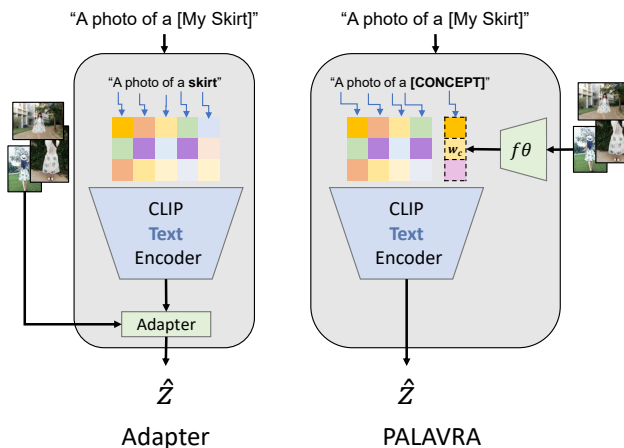 “A photo of a [My Skirt]”
“A photo of a skirt”
CLIP
Text
Encoder
Adapter
ẑ
Adapter
“A photo of a [My Skirt]”
“A photo of a [CONCEPT]”
w_c
fθ
CLIP
Text
Encoder
ẑ
PALAVRA